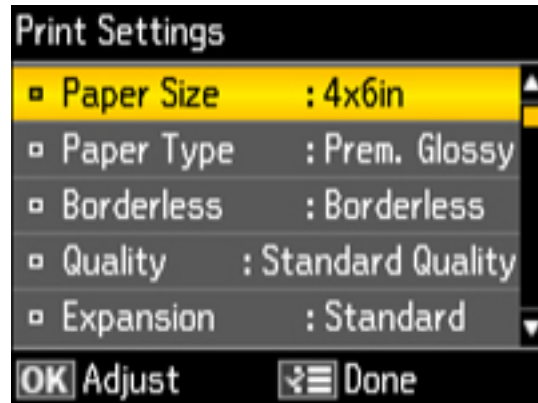 Print Settings
Paper Size : 4x6in
Paper Type : Prem. Glossy
Borderless : Borderless
Quality : Standard Quality
Expansion : Standard
OK Adjust Done